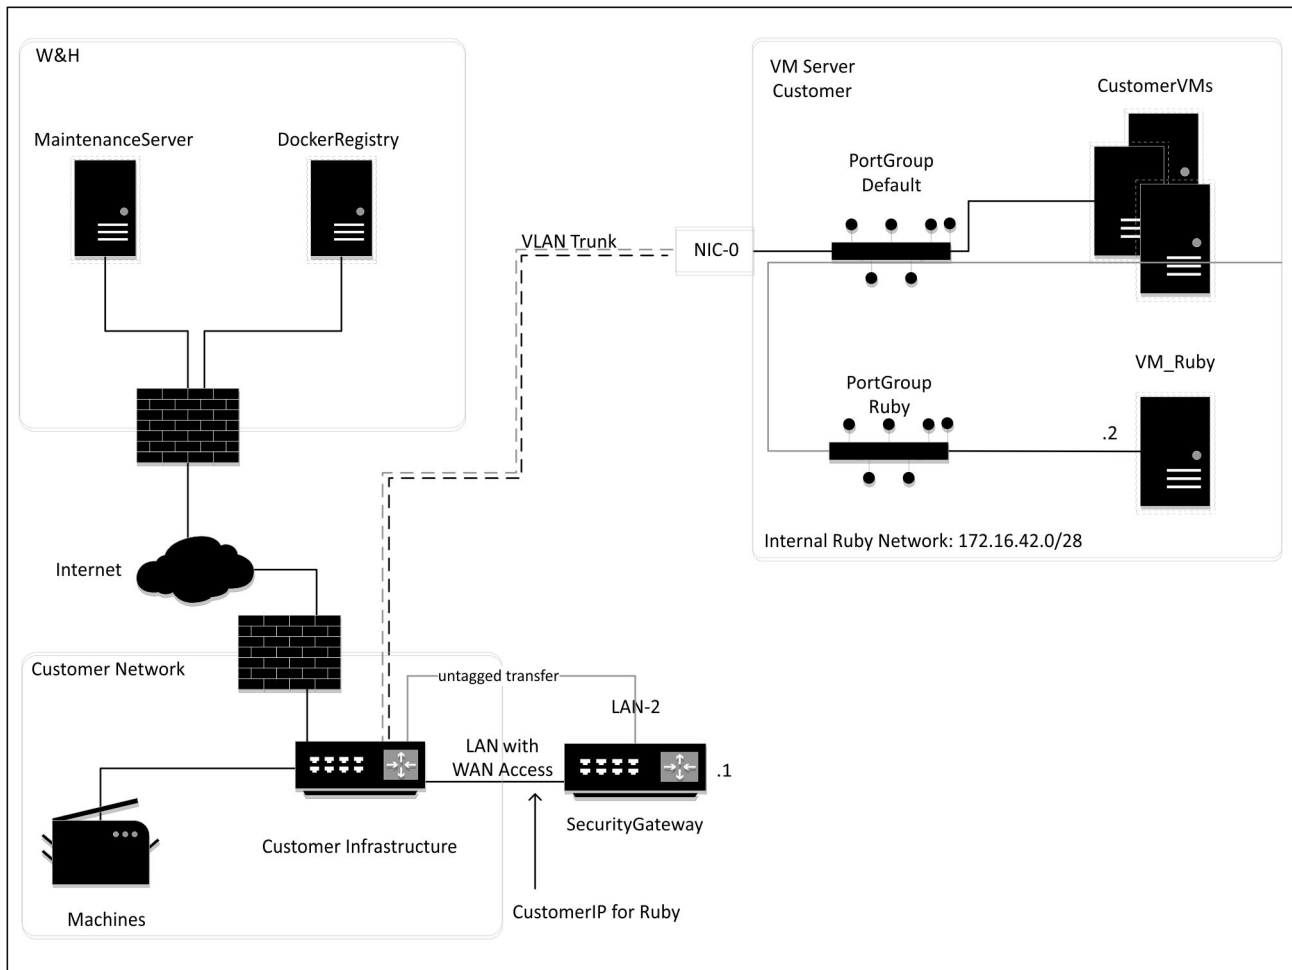 W&H
MaintenanceServer
DockerRegistry
VM Server
Customer
CustomerVMs
PortGroup
Default
VLAN Trunk
NIC-0
VM_Ruby
PortGroup
Ruby
.2
Internal Ruby Network: 172.16.42.0/28
Internet
Customer Network
untagged transfer
LAN-2
LAN with
WAN Access
.1
SecurityGateway
Customer Infrastructure
CustomerIP for Ruby
Machines